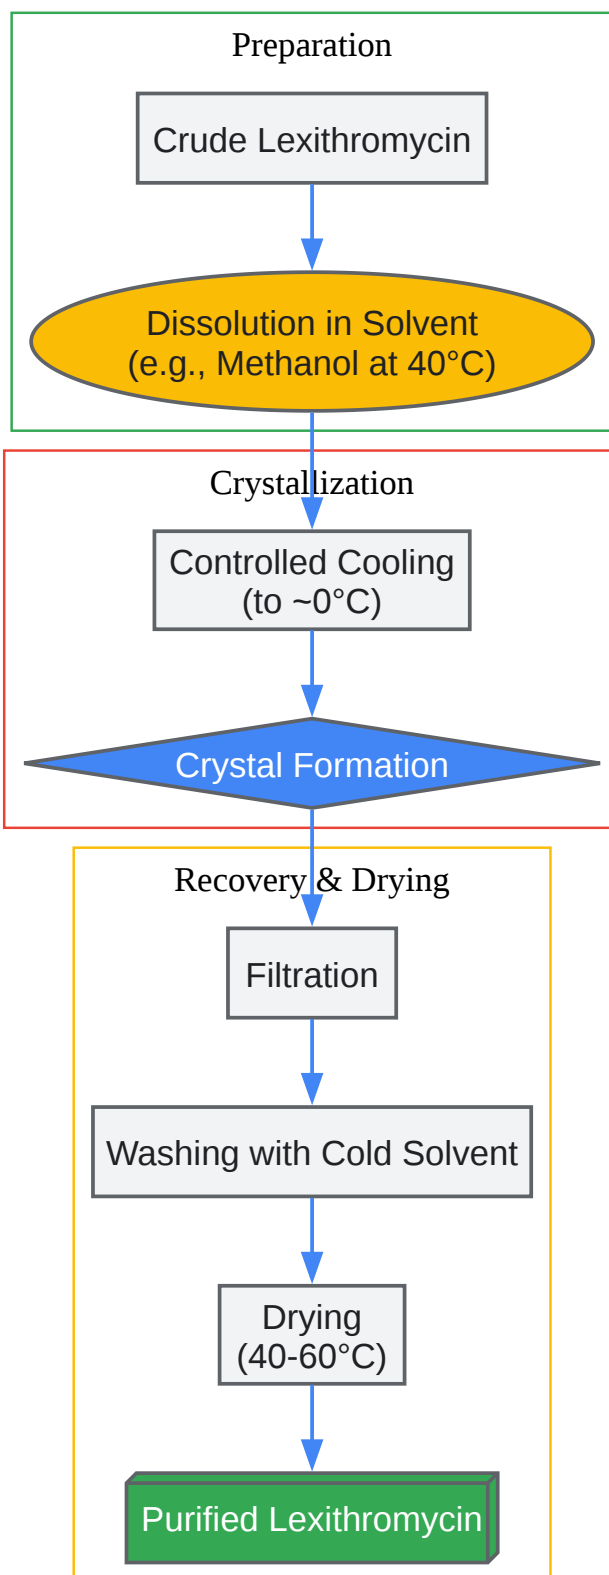 Preparation
Crude Lexithromycin
Dissolution in Solvent
(e.g., Methanol at 40°C)
Crystallization
Controlled Cooling
(to ~0°C)
Crystal Formation
Recovery & Drying
Filtration
Washing with Cold Solvent
Drying
(40-60°C)
Purified Lexithromycin